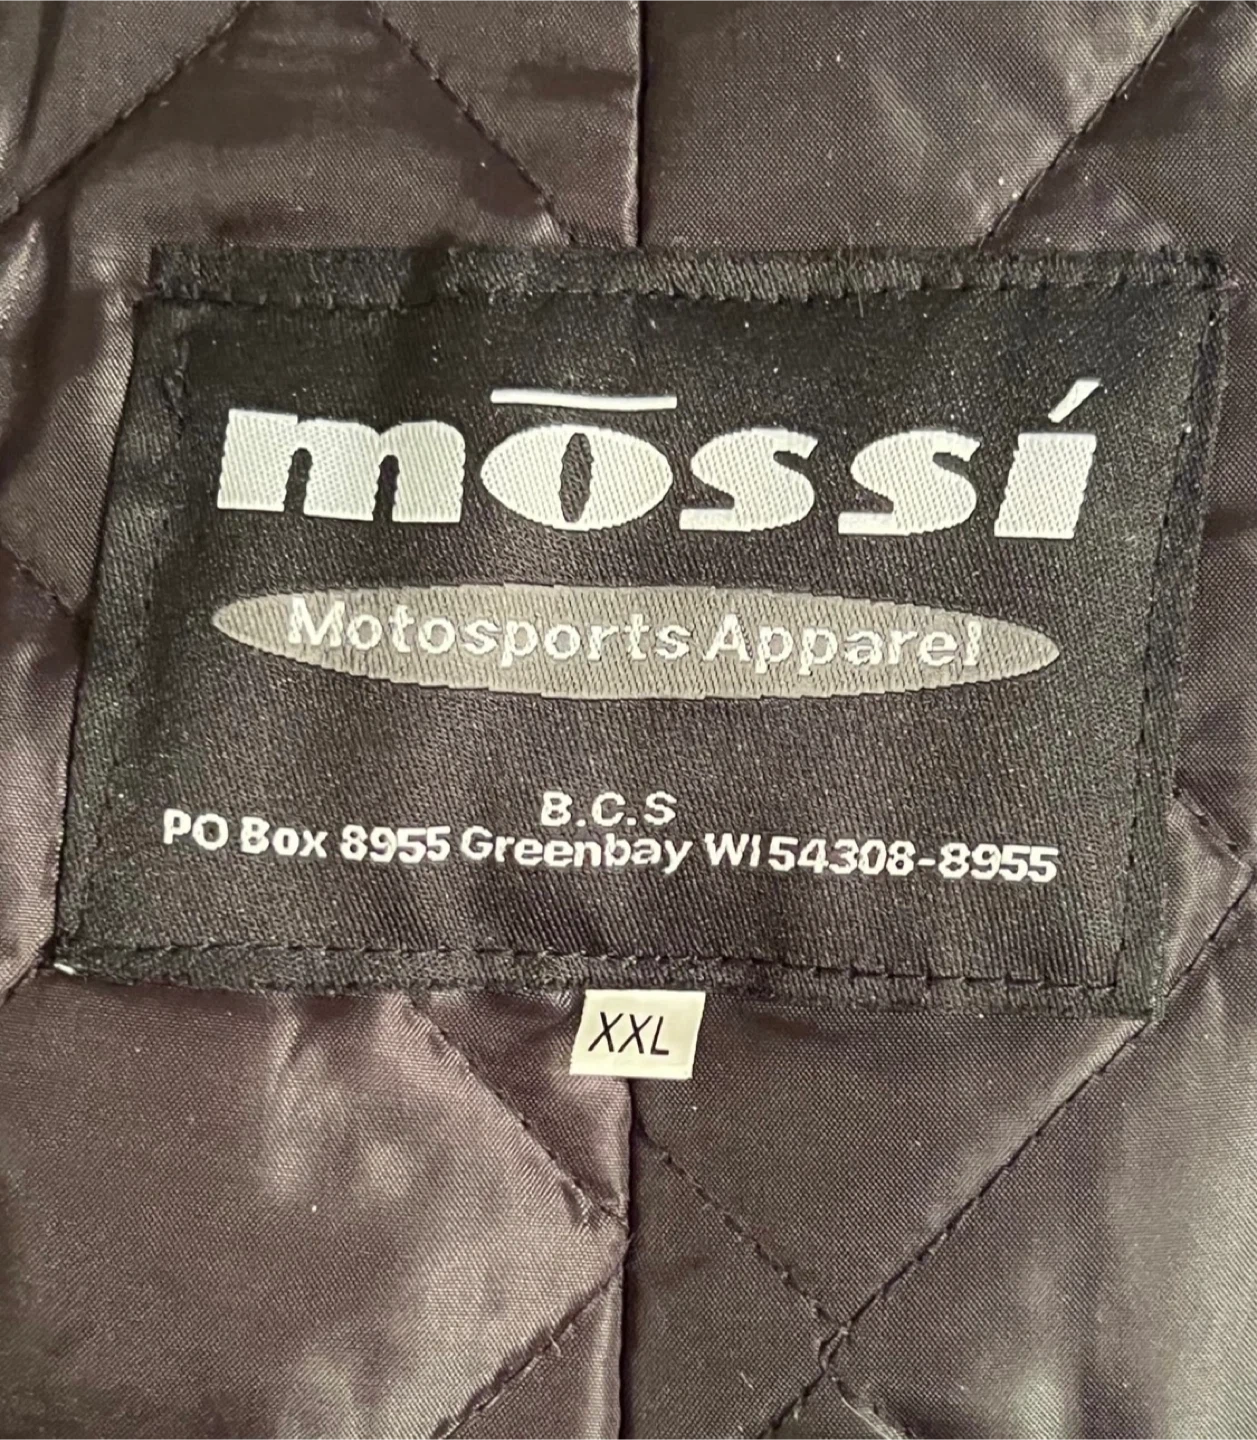 mōssí
Motosports Apparel
B.C.S
PO Box 8955 Greenbay WI 54308-8955
XXL